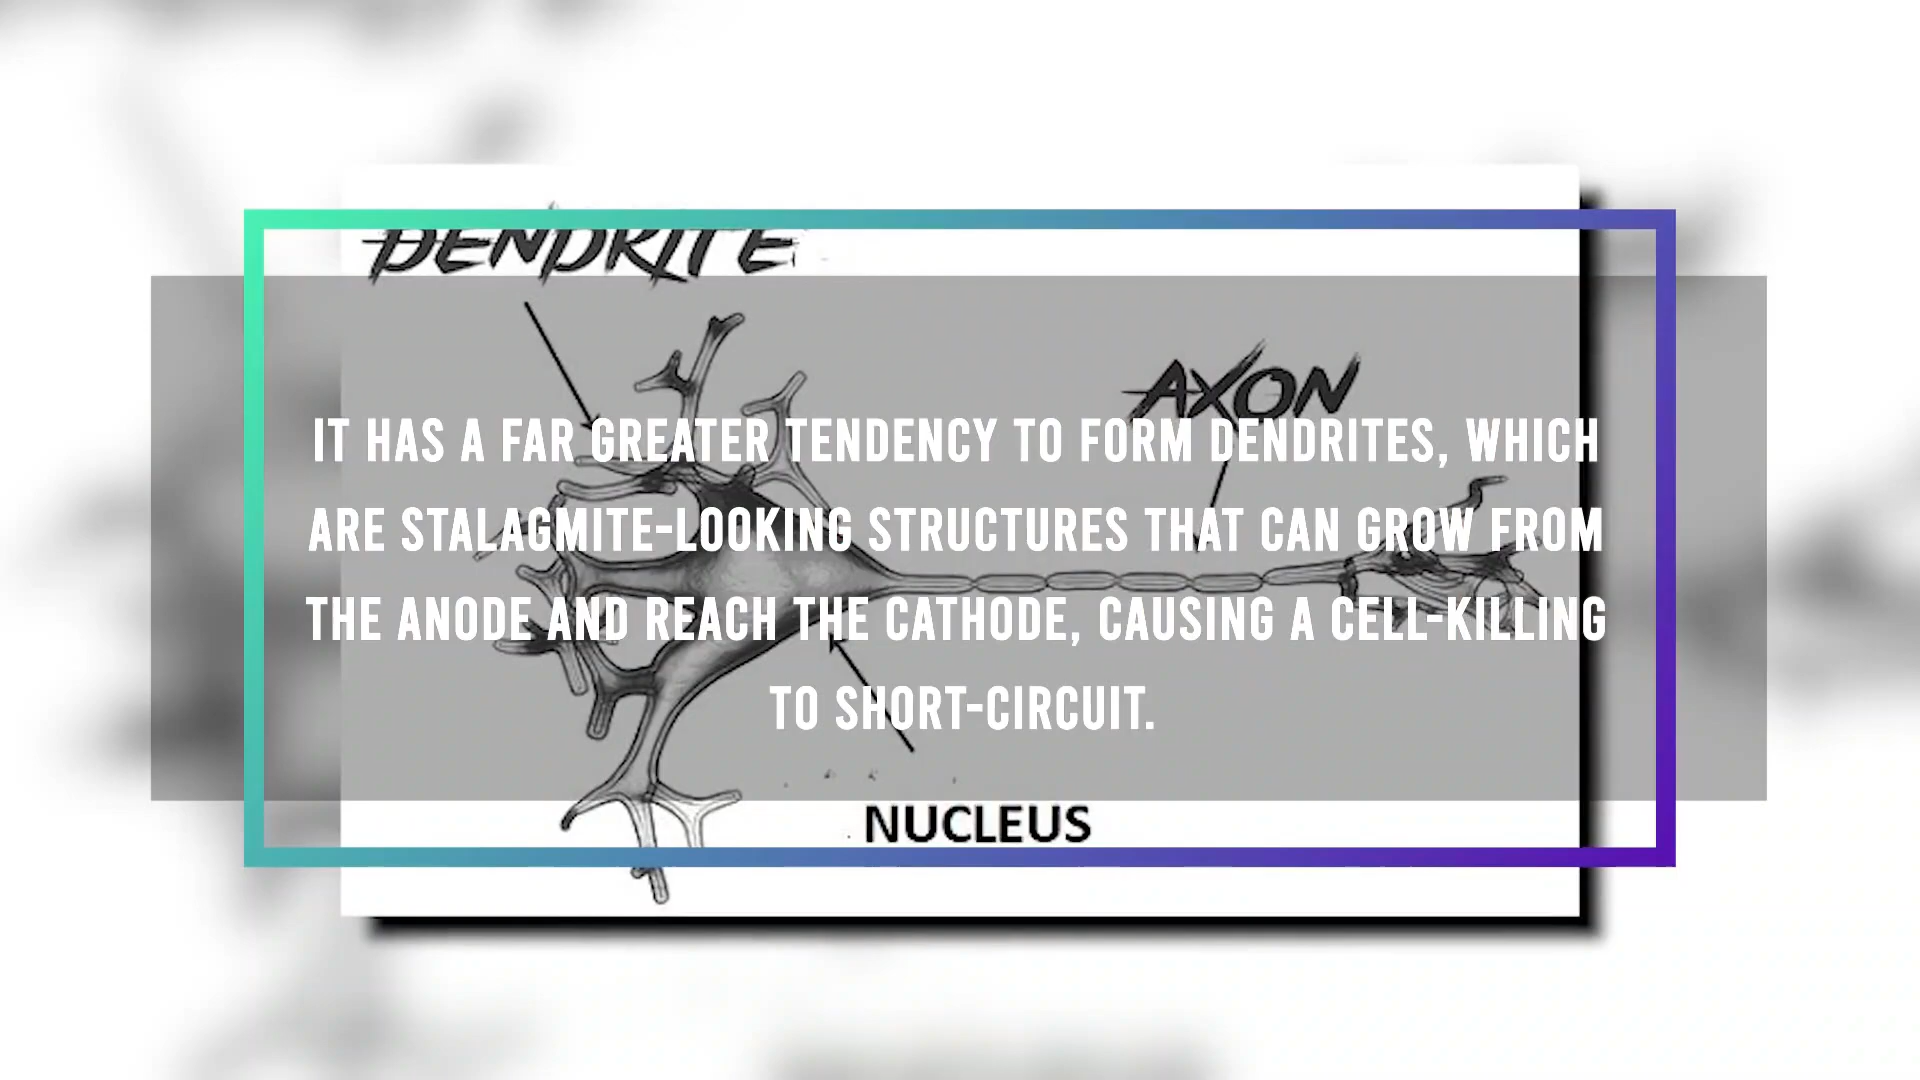 DENDRITE
AXON
IT HAS A FAR GREATER TENDENCY TO FORM DENDRITES, WHICH
ARE STALAGMITE-LOOKING STRUCTURES THAT CAN GROW FROM
THE ANODE AND REACH THE CATHODE, CAUSING A CELL-KILLING
TO SHORT-CIRCUIT.
NUCLEUS